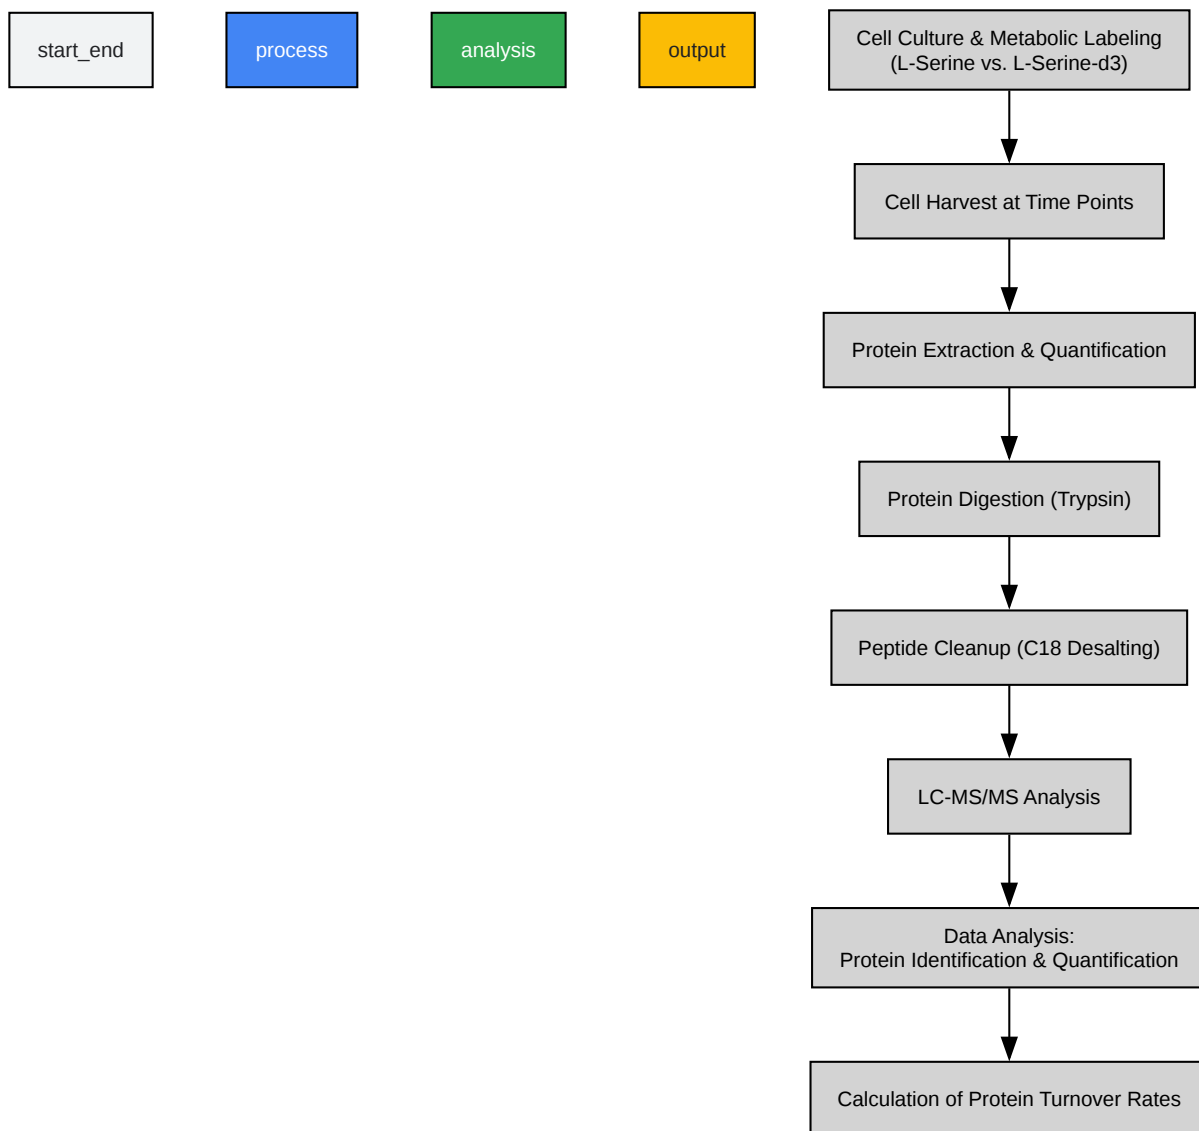 start_end
process
analysis
output
Cell Culture & Metabolic Labeling
(L-Serine vs. L-Serine-d3)
Cell Harvest at Time Points
Protein Extraction & Quantification
Protein Digestion (Trypsin)
Peptide Cleanup (C18 Desalting)
LC-MS/MS Analysis
Data Analysis:
Protein Identification & Quantification
Calculation of Protein Turnover Rates